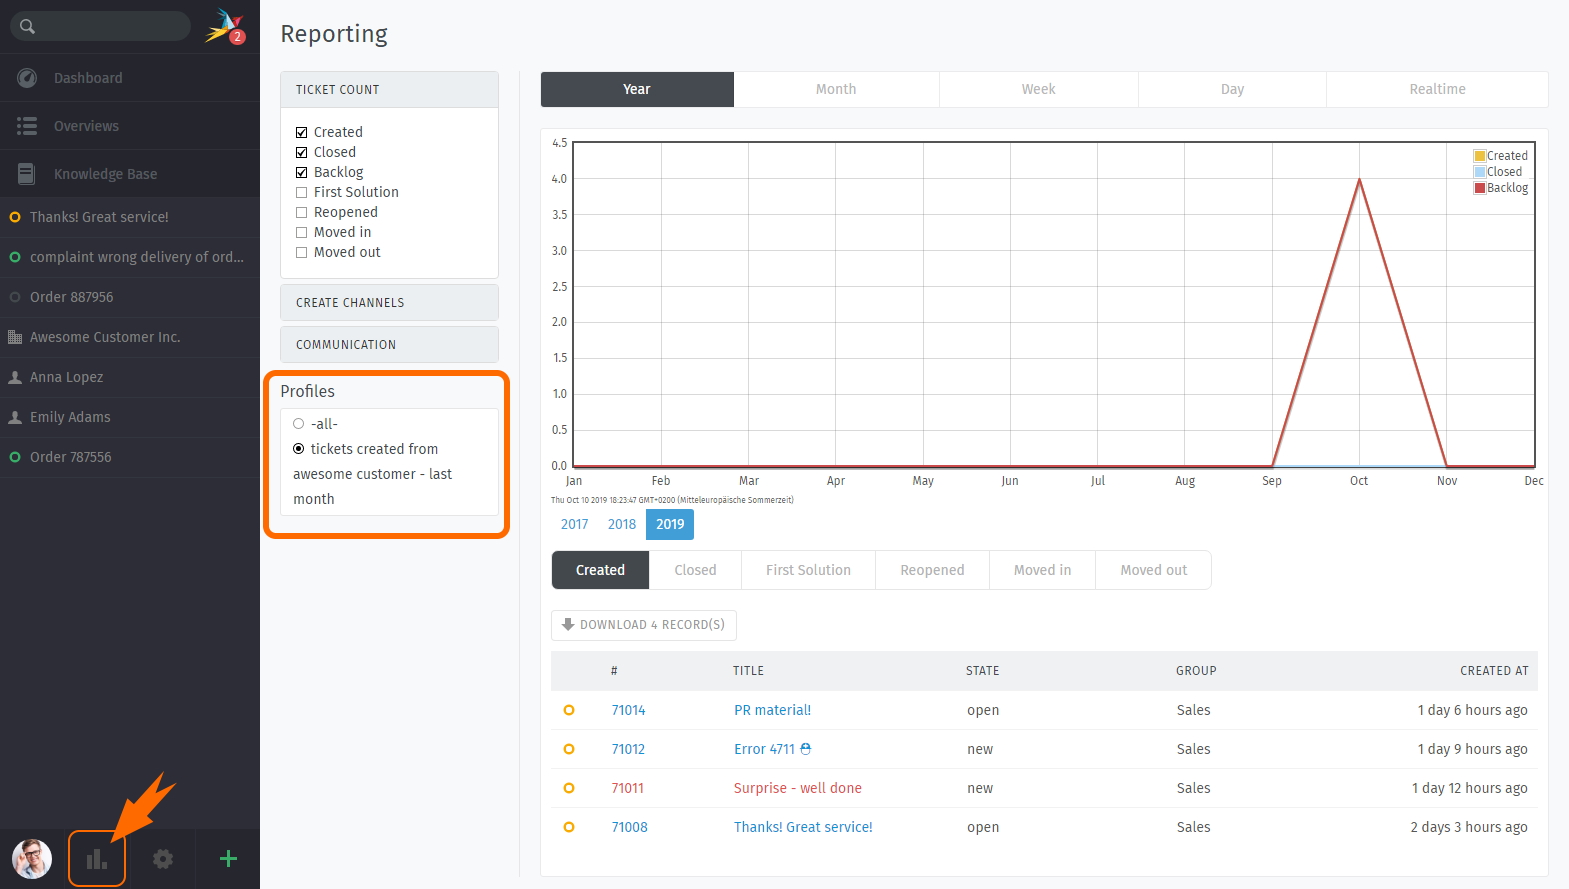 2
Dashboard
Overviews
Knowledge Base
Thanks! Great service!
complaint wrong delivery of ord...
Order 887956
Awesome Customer Inc.
Anna Lopez
Emily Adams
Order 787556
Reporting
TICKET COUNT
Created
Closed
Backlog
First Solution
Reopened
Moved in
Moved out
CREATE CHANNELS
COMMUNICATION
Profiles
-all-
tickets created from
awesome customer - last
month
Year Month Week Day Realtime
4.5
4.0
3.5
3.0
2.5
2.0
1.5
1.0
0.5
0.0
Created
Closed
Backlog
Jan Feb Mar Apr May Jun Jul Aug Sep Oct Nov Dec
Thu Oct 10 2019 18:23:47 GMT+0200 (Mitteleuropäische Sommerzeit)
2017 2018 2019
Created Closed First Solution Reopened Moved in Moved out
DOWNLOAD 4 RECORD(S)
# TITLE STATE GROUP CREATED AT
71014 PR material! open Sales 1 day 6 hours ago
71012 Error 4711 new Sales 1 day 9 hours ago
71011 Surprise - well done new Sales 1 day 12 hours ago
71008 Thanks! Great service! open Sales 2 days 3 hours ago